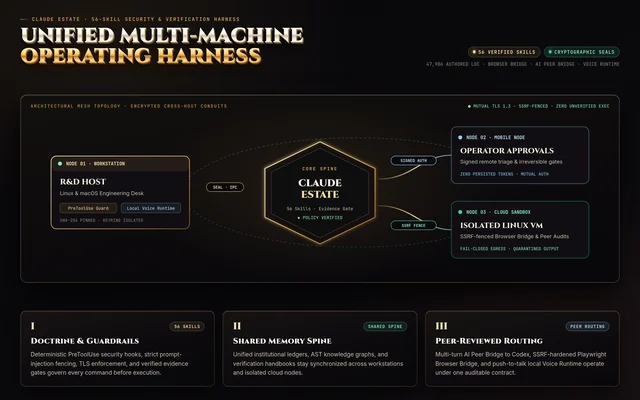 CLAUDE ESTATE · 56-SKILL SECURITY & VERIFICATION HARNESS
UNIFIED MULTI-MACHINE
OPERATING HARNESS
56 VERIFIED SKILLS
CRYPTOGRAPHIC SEALS
47,986 AUTHORED LOC · BROWSER BRIDGE · AI PEER BRIDGE · VOICE RUNTIME
ARCHITECTURAL MESH TOPOLOGY · ENCRYPTED CROSS-HOST CONDUITS
MUTUAL TLS 1.3 · SSRF-FENCED · ZERO UNVERIFIED EXEC
NODE 01 · WORKSTATION
R&D HOST
Linux & macOS Engineering Desk
PreToolUse Guard
Local Voice Runtime
SHA-256 PINNED · KEYRING ISOLATED
SEAL · IPC
CORE SPINE
CLAUDE
ESTATE
56 Skills · Evidence Gate
POLICY VERIFIED
SIGNED AUTH
SSRF FENCE
NODE 02 · MOBILE NODE
OPERATOR APPROVALS
Signed remote triage & irreversible gates
ZERO PERSISTED TOKENS · MUTUAL AUTH
NODE 03 · CLOUD SANDBOX
ISOLATED LINUX VM
SSRF-fenced Browser Bridge & Peer Audits
FAIL-CLOSED EGRESS · QUARANTINED OUTPUT
I
56 SKILLS
DOCTRINE & GUARDRAILS
Deterministic PreToolUse security hooks, strict prompt-
injection fencing, TLS enforcement, and verified evidence
gates govern every command before execution.
II
SHARED SPINE
SHARED MEMORY SPINE
Unified institutional ledgers, AST knowledge graphs, and
verification handbooks stay synchronized across workstations
and isolated cloud nodes.
III
PEER ROUTING
PEER-REVIEWED ROUTING
Multi-turn AI Peer Bridge to Codex, SSRF-hardened Playwright
Browser Bridge, and push-to-talk local Voice Runtime operate
under one auditable contract.